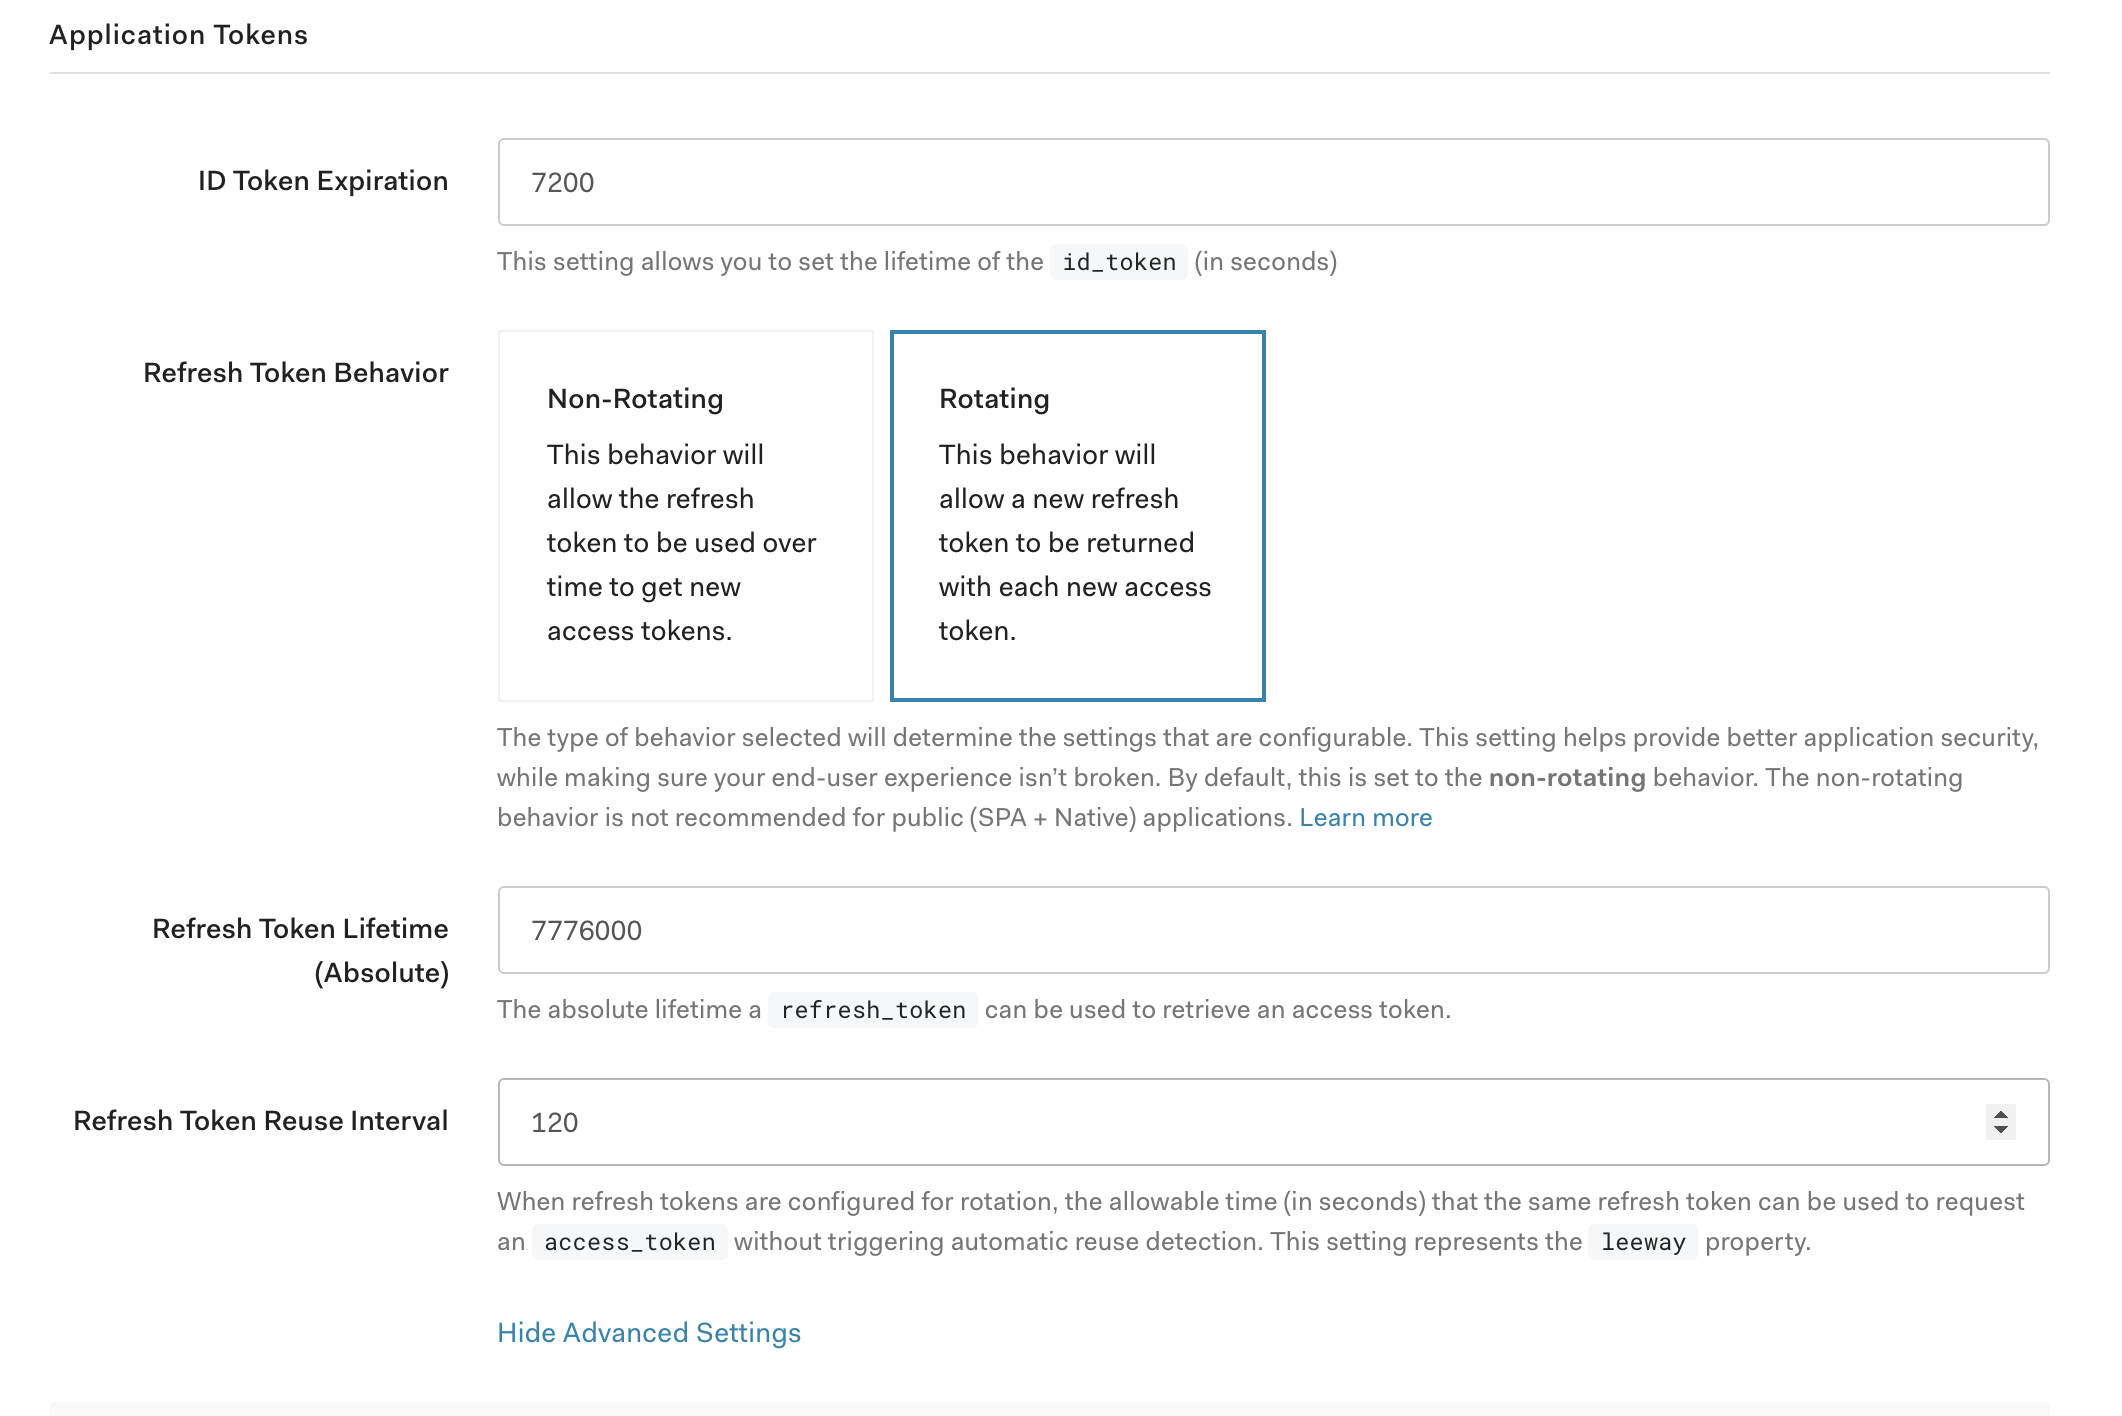 Application Tokens
ID Token Expiration
7200
This setting allows you to set the lifetime of the id_token (in seconds)
Refresh Token Behavior
Non-Rotating
This behavior will
allow the refresh
token to be used over
time to get new
access tokens.
Rotating
This behavior will
allow a new refresh
token to be returned
with each new access
token.
The type of behavior selected will determine the settings that are configurable. This setting helps provide better application security,
while making sure your end-user experience isn’t broken. By default, this is set to the non-rotating behavior. The non-rotating
behavior is not recommended for public (SPA + Native) applications. Learn more
Refresh Token Lifetime
(Absolute)
7776000
The absolute lifetime a refresh_token can be used to retrieve an access token.
Refresh Token Reuse Interval
120
When refresh tokens are configured for rotation, the allowable time (in seconds) that the same refresh token can be used to request
an access_token without triggering automatic reuse detection. This setting represents the leeway property.
Hide Advanced Settings